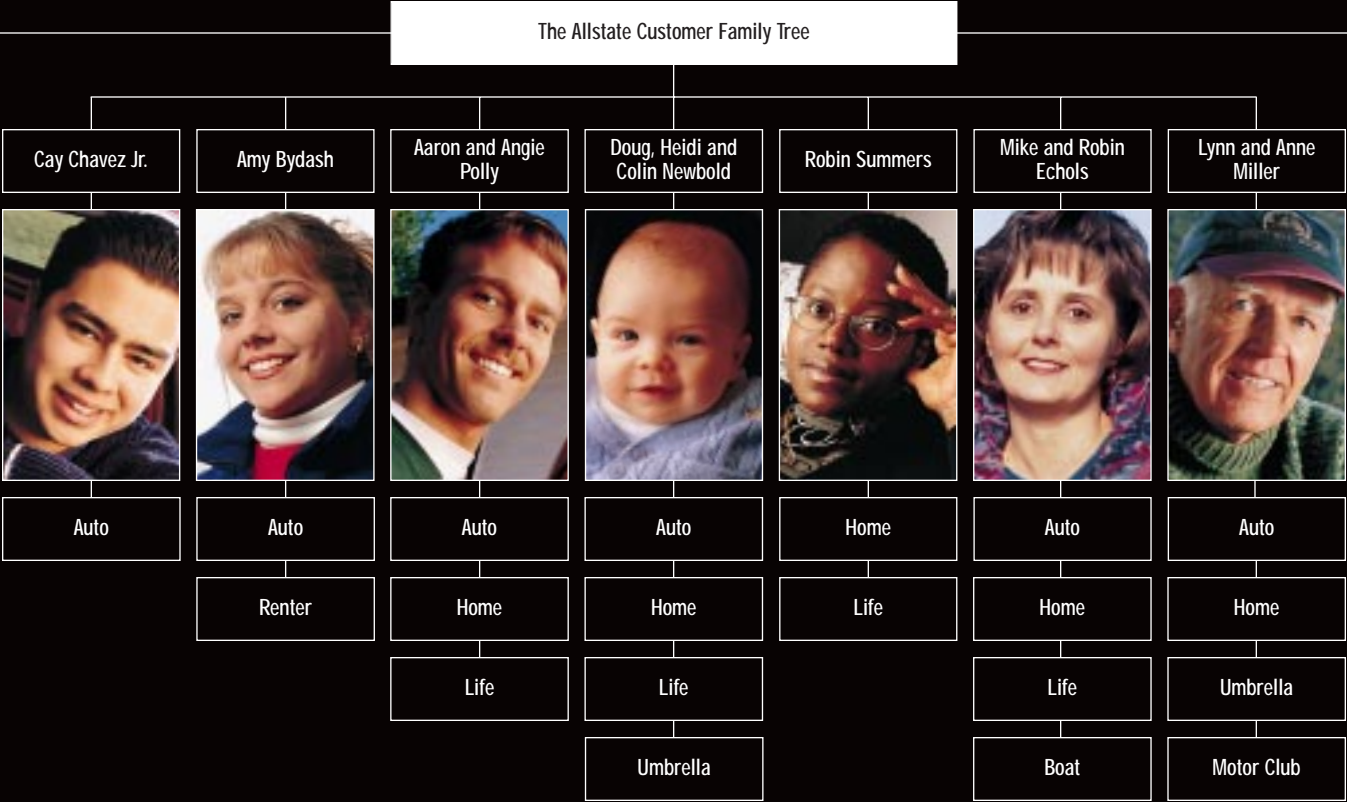 The Allstate Customer Family Tree
Cay Chavez Jr.
Amy Bydash
Aaron and Angie
Polly
Doug, Heidi and
Colin Newbold
Robin Summers
Mike and Robin
Echols
Lynn and Anne
Miller
Auto
Auto
Auto
Auto
Home
Auto
Auto
Renter
Home
Home
Life
Home
Home
Life
Life
Life
Umbrella
Umbrella
Boat
Motor Club